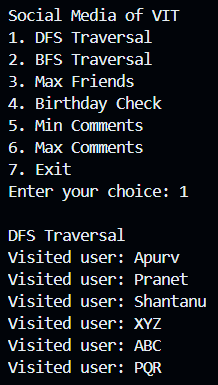 Social Media of VIT
1. DFS Traversal
2. BFS Traversal
3. Max Friends
4. Birthday Check
5. Min Comments
6. Max Comments
7. Exit
Enter your choice: 1

DFS Traversal
Visited user: Apurv
Visited user: Pranet
Visited user: Shantanu
Visited user: XYZ
Visited user: ABC
Visited user: PQR